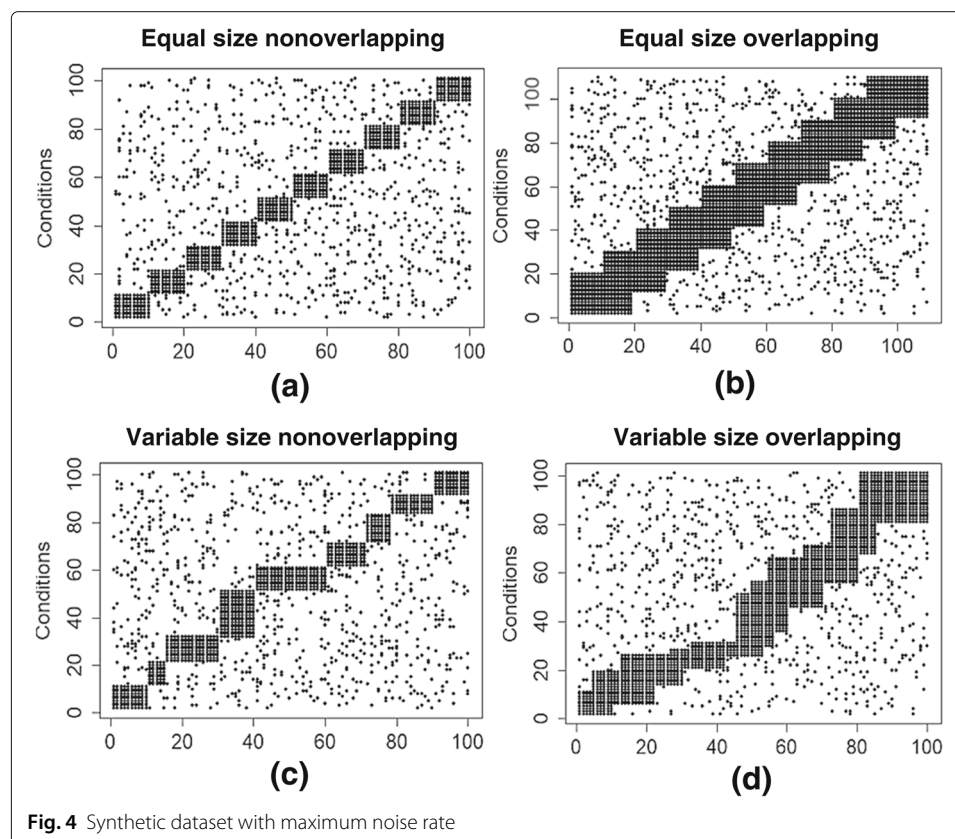 Equal size nonoverlapping
Conditions
0 20 40 60 80 100
0 20 40 60 80 100
(a)
Equal size overlapping
Conditions
0 20 40 60 80 100
0 20 40 60 80 100
(b)
Variable size nonoverlapping
Conditions
0 20 40 60 80 100
0 20 40 60 80 100
(c)
Variable size overlapping
Conditions
0 20 40 60 80 100
0 20 40 60 80 100
(d)
Fig. 4 Synthetic dataset with maximum noise rate